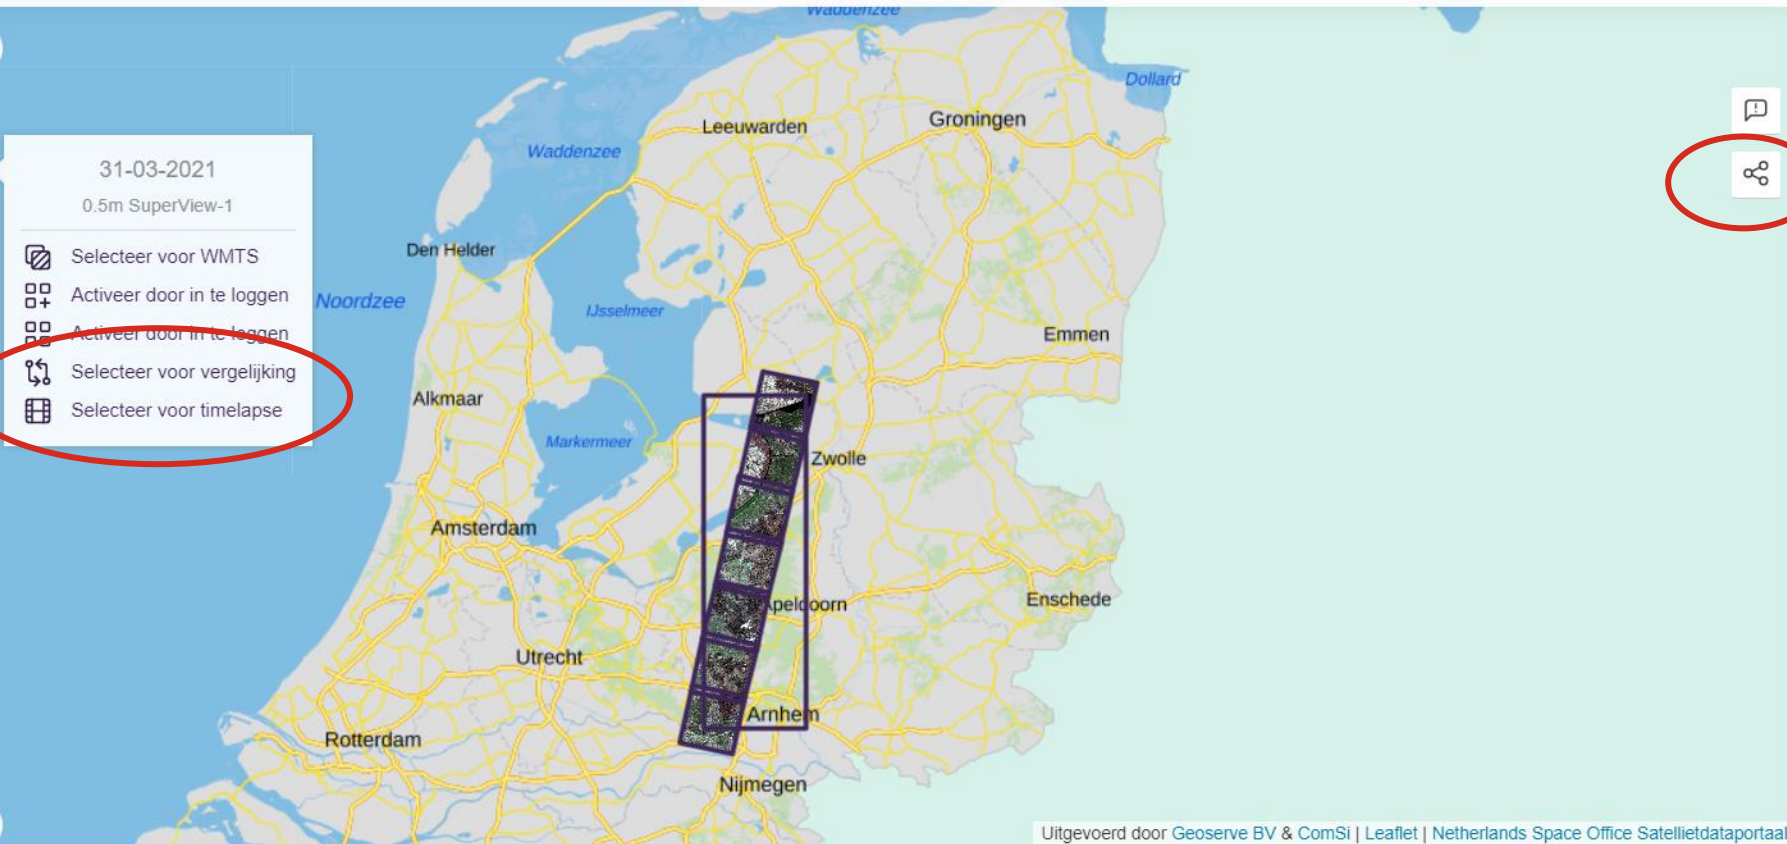 Waddenzee
Dollard
Leeuwarden
Groningen
Waddenzee
31-03-2021
0.5m SuperView-1
Selecteer voor WMTS
Activeer door in te loggen
Activeer door in te loggen
Selecteer voor vergelijking
Selecteer voor timelapse
Den Helder
Noordzee
IJsselmeer
Emmen
Alkmaar
Markermeer
Zwolle
Amsterdam
Apeldoorn
Enschede
Utrecht
Arnhem
Rotterdam
Nijmegen
Uitgevoerd door Geoserve BV & ComSi | Leaflet | Netherlands Space Office Satellietdataportaal